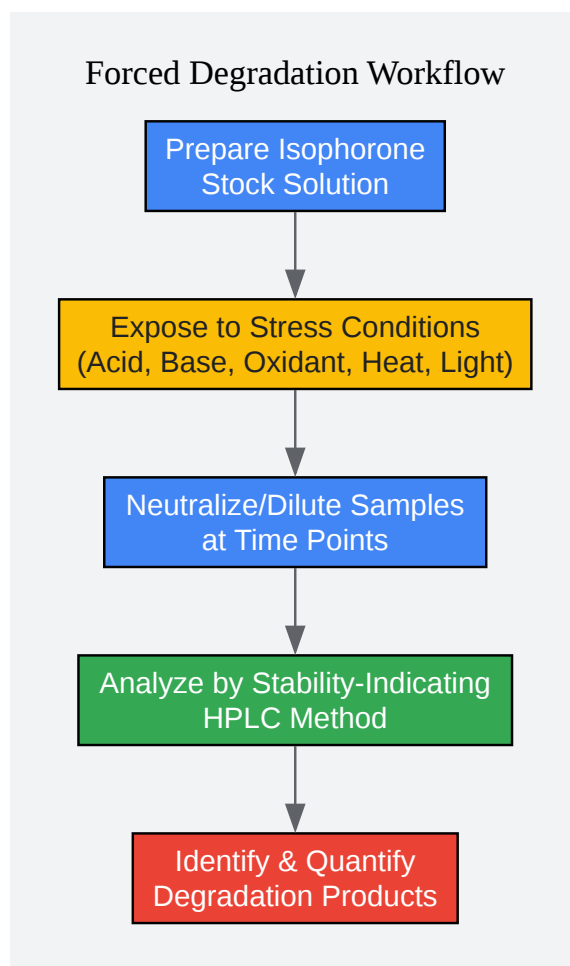 Forced Degradation Workflow
Prepare Isophorone
Stock Solution
Expose to Stress Conditions
(Acid, Base, Oxidant, Heat, Light)
Neutralize/Dilute Samples
at Time Points
Analyze by Stability-Indicating
HPLC Method
Identify & Quantify
Degradation Products